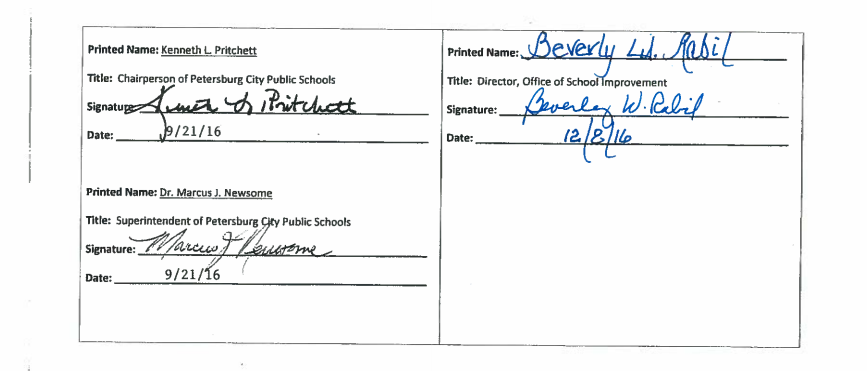 Printed Name: Kenneth L. Pritchett
Title: Chairperson of Petersburg City Public Schools
Signature: Kenneth L Pritchett
Date: 9/21/16
Printed Name: Dr. Marcus J. Newsome
Title: Superintendent of Petersburg City Public Schools
Signature: Marcus J Newsome
Date: 9/21/16
Printed Name: Beverly W. Rabil
Title: Director, Office of School Improvement
Signature: Beverley W. Rabil
Date: 12/8/16